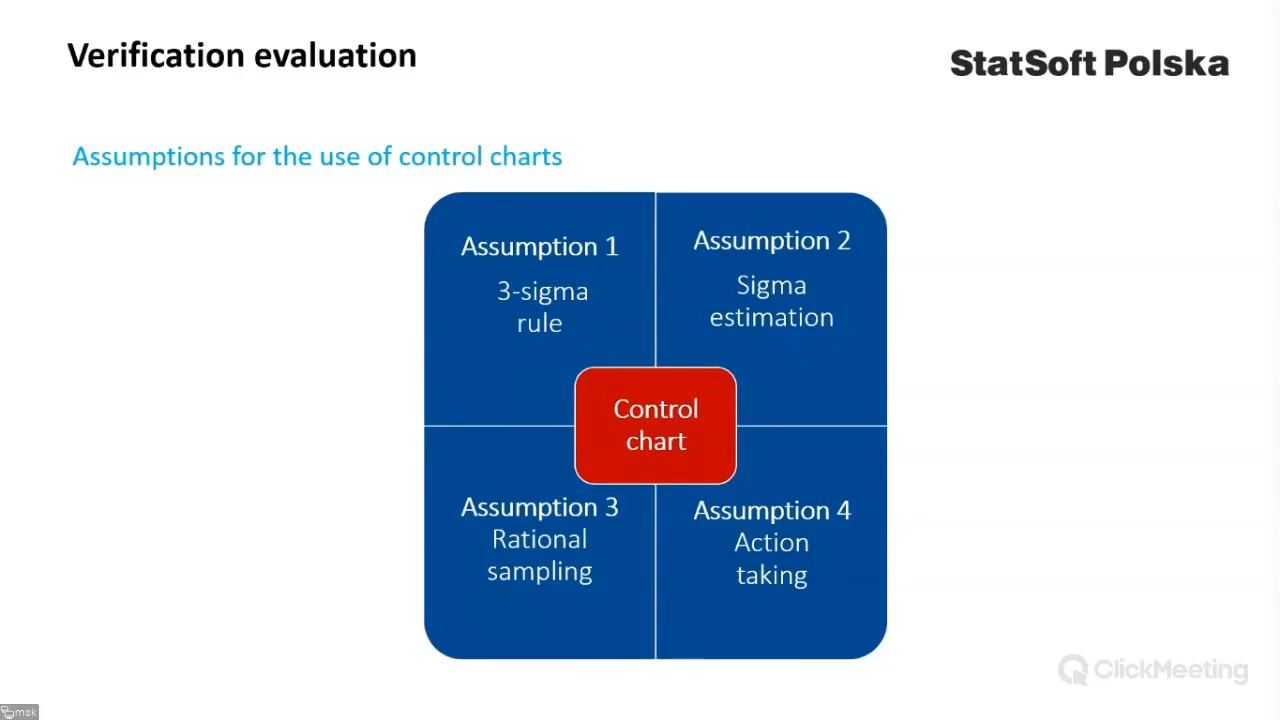 Verification evaluation
StatSoft Polska
Assumptions for the use of control charts
Assumption 1
3-sigma
rule
Assumption 2
Sigma
estimation
Control
chart
Assumption 3
Rational
sampling
Assumption 4
Action
taking
ClickMeeting
msk